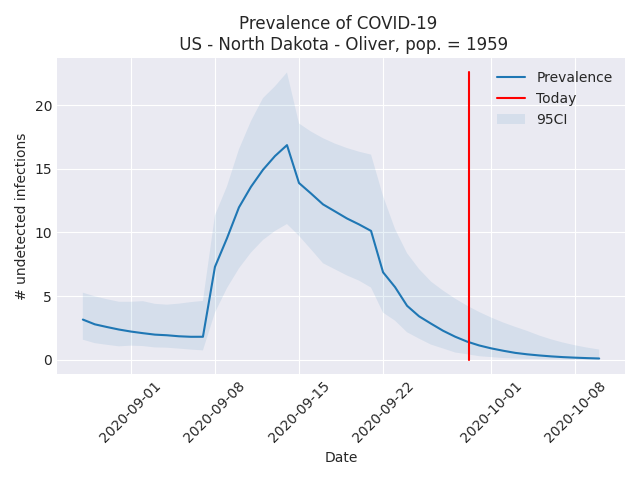 Prevalence of COVID-19
US - North Dakota - Oliver, pop. = 1959
# undetected infections
20
15
10
5
0
Prevalence
Today
95CI
2020-09-01
2020-09-08
2020-09-15
2020-09-22
2020-10-01
2020-10-08
Date